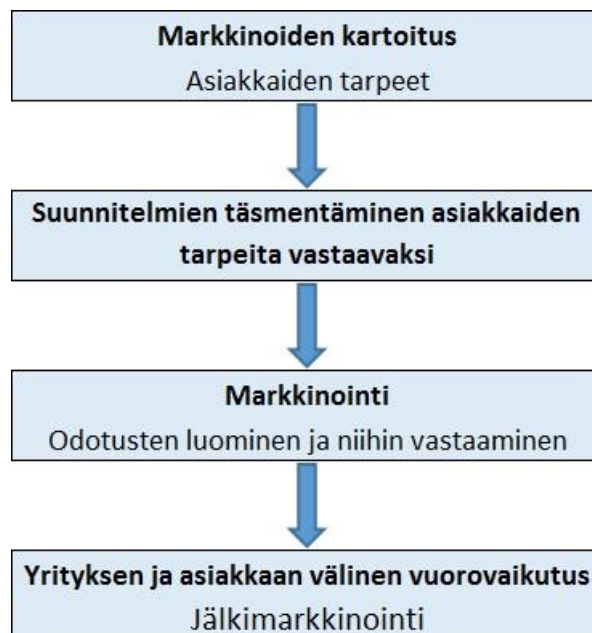 Markkinoiden kartoitus
Asiakkaiden tarpeet
Suunnitelmien täsmentäminen asiakkaiden
tarpeita vastaavaksi
Markkinointi
Odotusten luominen ja niihin vastaaminen
Yrityksen ja asiakkaan välinen vuorovaikutus
Jälkimarkkinointi